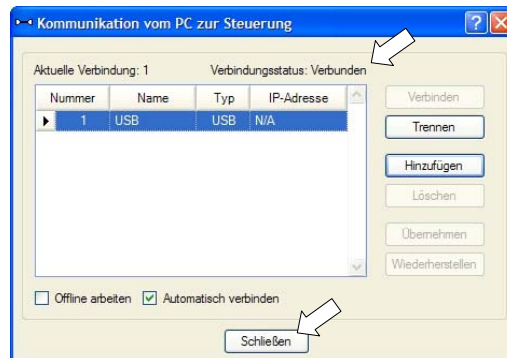 Kommunikation vom PC zur Steuerung
Aktuelle Verbindung: 1 Verbindungsstatus: Verbunden
Nummer Name Typ IP-Adresse
1 USB USB N/A
Verbinden
Trennen
Hinzufügen
Löschen
Übernehmen
Wiederherstellen
Offline arbeiten Automatisch verbinden
Schließen